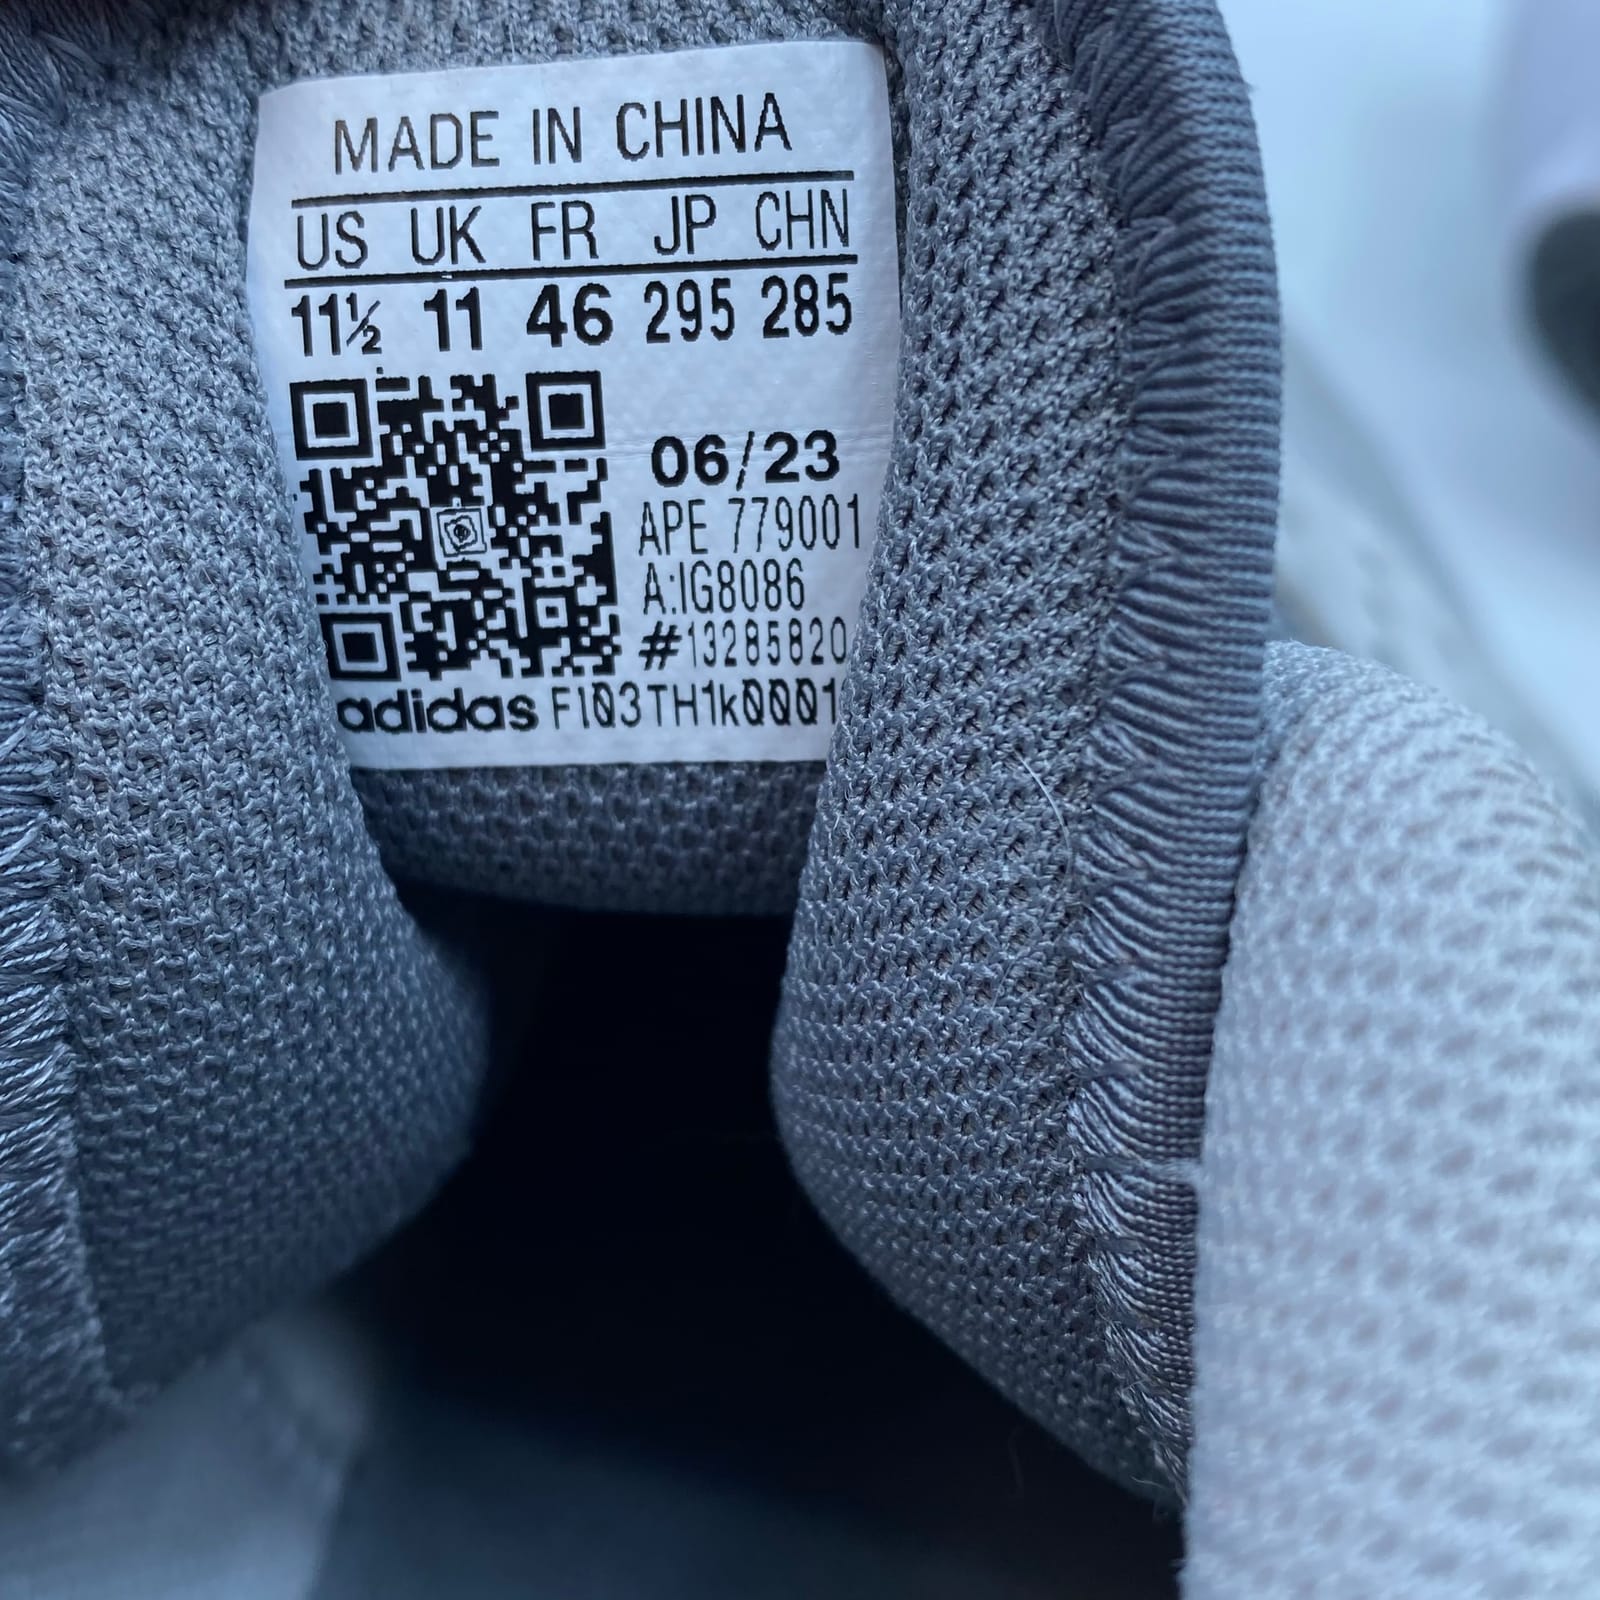 MADE IN CHINA
US UK FR JP CHN
11½ 11 46 295 285
06/23
APE 779001
A:IG8086
#13285820
adidas F103TH1k0001